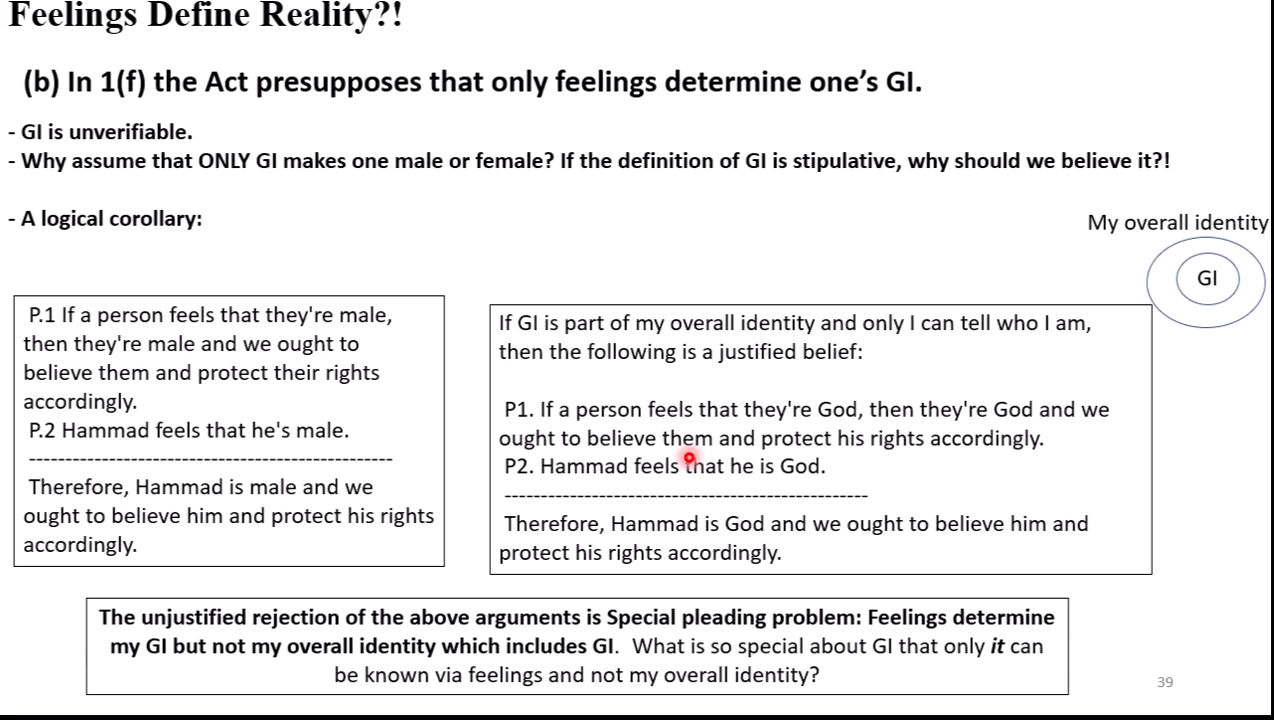 Feelings Define Reality?!
(b) In 1(f) the Act presupposes that only feelings determine one's GI.
- GI is unverifiable.
- Why assume that ONLY GI makes one male or female? If the definition of GI is stipulative, why should we believe it?!
- A logical corollary:
My overall identity
GI
P.1 If a person feels that they're male,
then they're male and we ought to
believe them and protect their rights
accordingly.
P.2 Hammad feels that he's male.
--------------------------------------------------
Therefore, Hammad is male and we
ought to believe him and protect his rights
accordingly.
If GI is part of my overall identity and only I can tell who I am,
then the following is a justified belief:
P1. If a person feels that they're God, then they're God and we
ought to believe them and protect his rights accordingly.
P2. Hammad feels that he is God.
--------------------------------------------------
Therefore, Hammad is God and we ought to believe him and
protect his rights accordingly.
The unjustified rejection of the above arguments is Special pleading problem: Feelings determine
my GI but not my overall identity which includes GI. What is so special about GI that only it can
be known via feelings and not my overall identity?
39